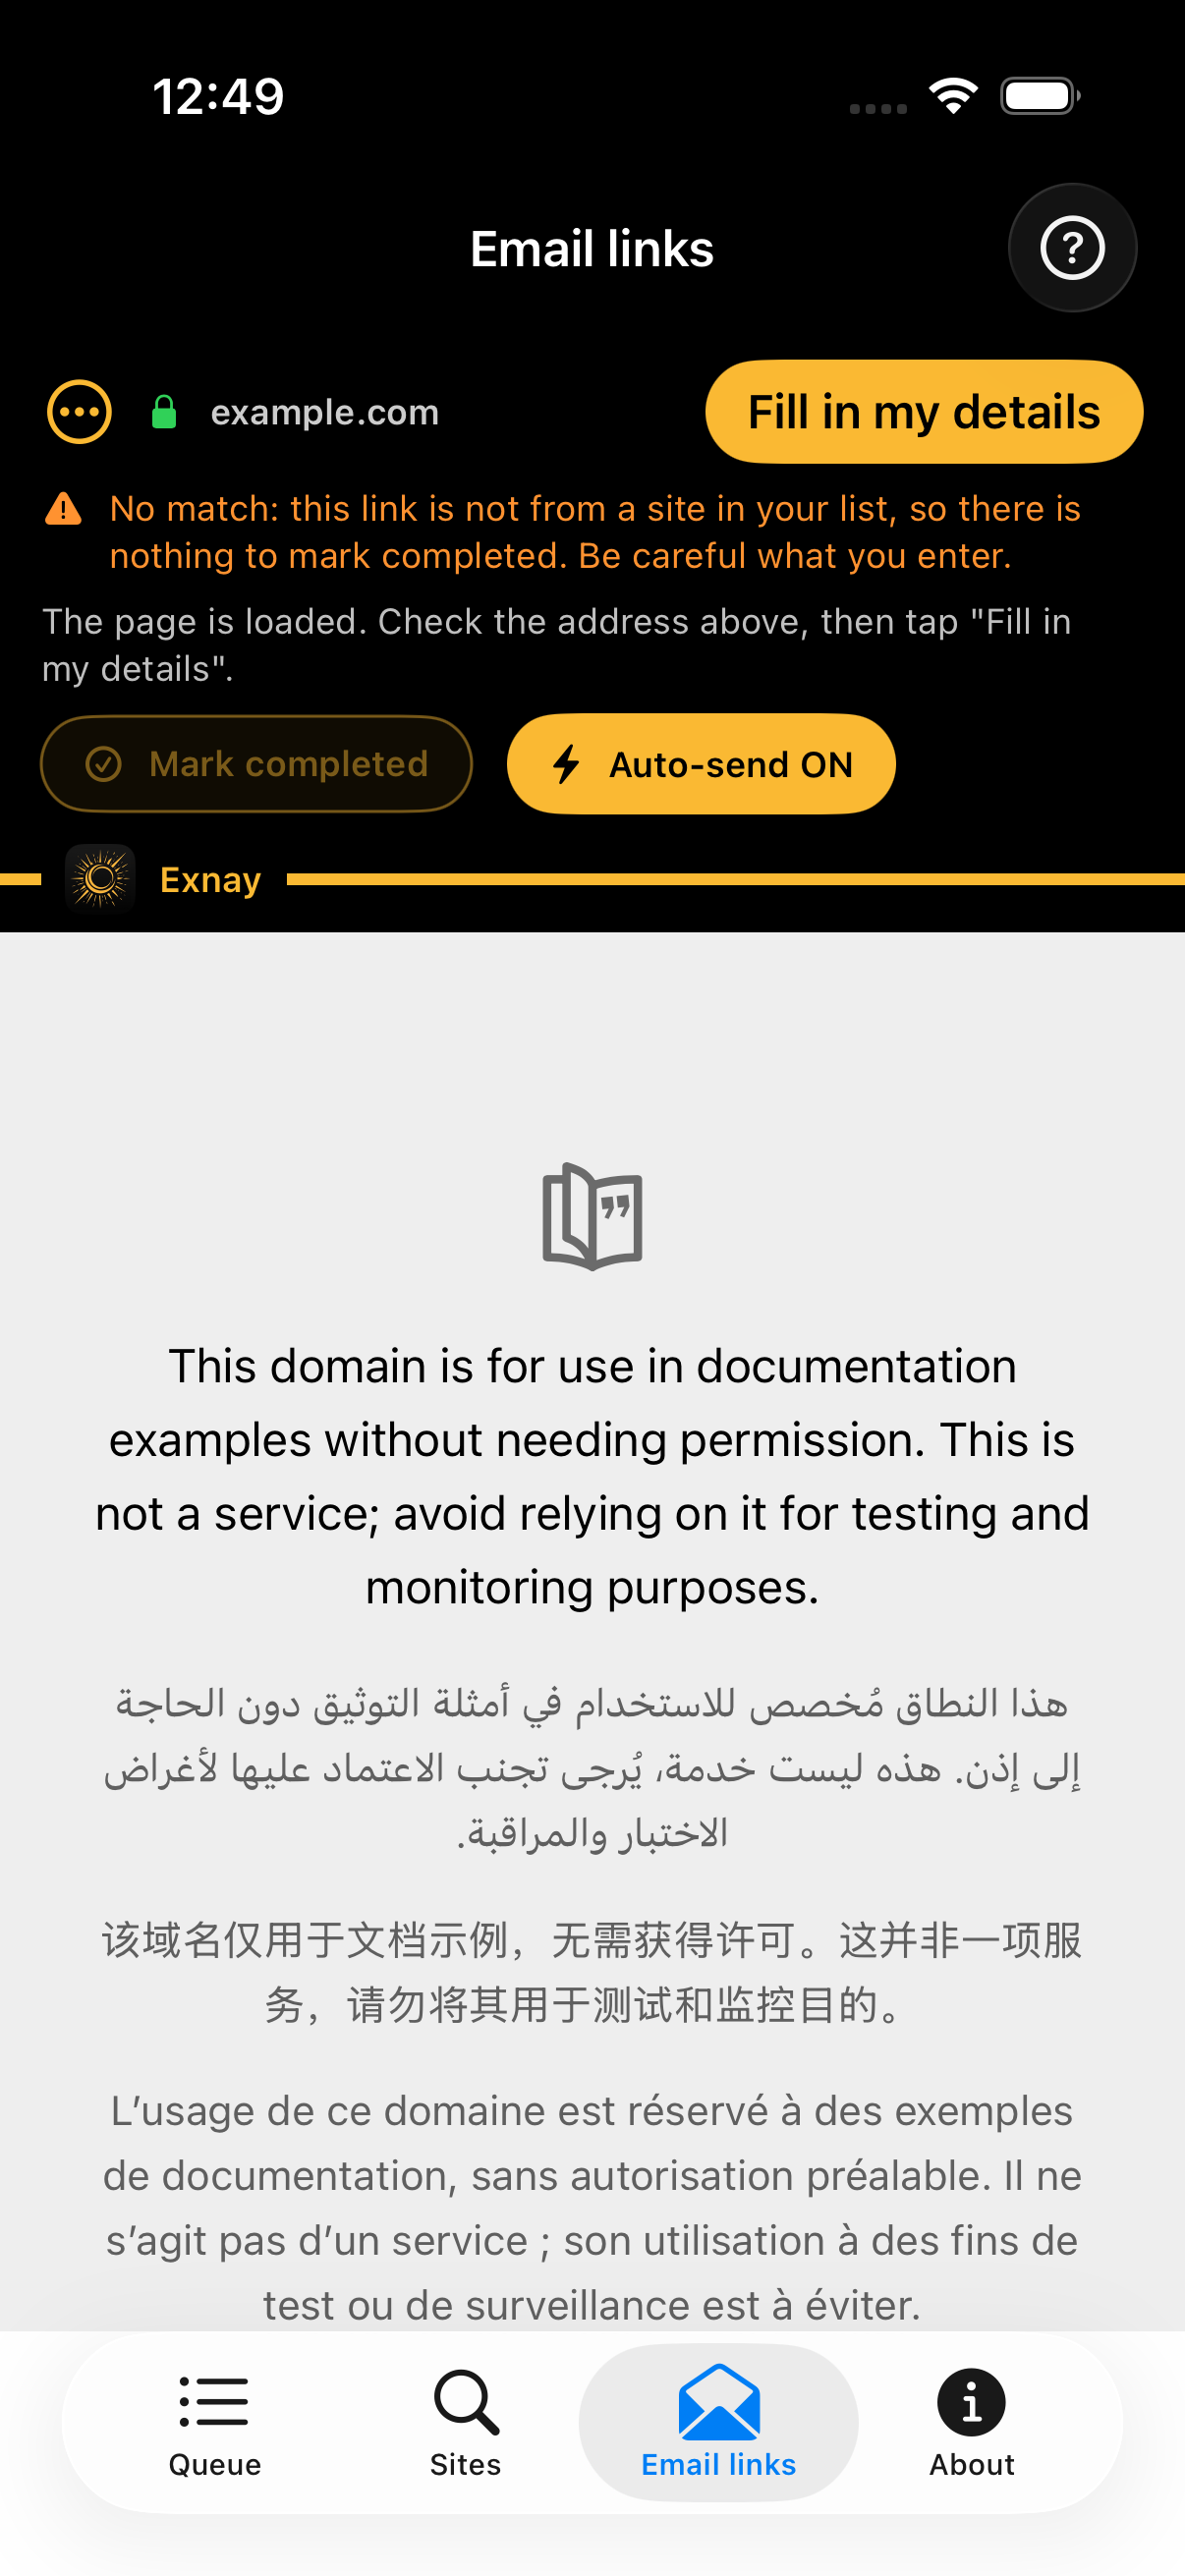 12:49
Email links
example.com
Fill in my details
No match: this link is not from a site in your list, so there is
nothing to mark completed. Be careful what you enter.
The page is loaded. Check the address above, then tap "Fill in
my details".
Mark completed
Auto-send ON
Exnay
This domain is for use in documentation
examples without needing permission. This is
not a service; avoid relying on it for testing and
monitoring purposes.
هذا النطاق مُخصص للاستخدام في أمثلة التوثيق دون الحاجة
إلى إذن. هذه ليست خدمة، يُرجى تجنب الاعتماد عليها لأغراض
الاختبار والمراقبة.
该域名仅用于文档示例，无需获得许可。这并非一项服
务，请勿将其用于测试和监控目的。
L’usage de ce domaine est réservé à des exemples
de documentation, sans autorisation préalable. Il ne
s’agit pas d’un service ; son utilisation à des fins de
test ou de surveillance est à éviter.
Queue
Sites
Email links
About